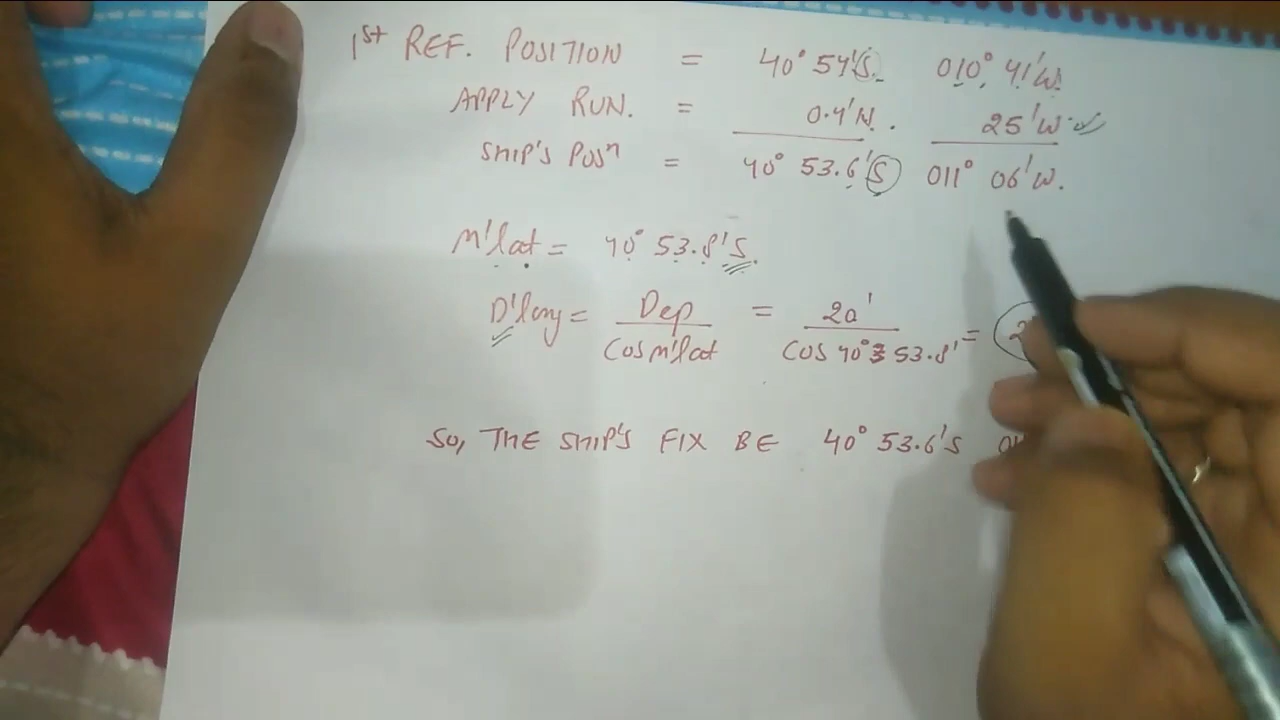 1st REF. POSITION = 40° 54'S. 010° 41'W.
APPLY RUN. = 0.4'N. 25'W.
SHIP'S POSn = 40° 53.6'S 011° 06'W.
M'lat = 40° 53.8'S.
D'long = Dep / Cos m'lat = 20' / COS 40° 53.8' =
SO, THE SHIP'S FIX BE 40° 53.6'S